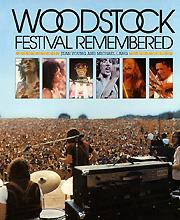 WOODSTOCK
FESTIVAL REMEMBERED
JEAN YOUNG AND MICHAEL LANG